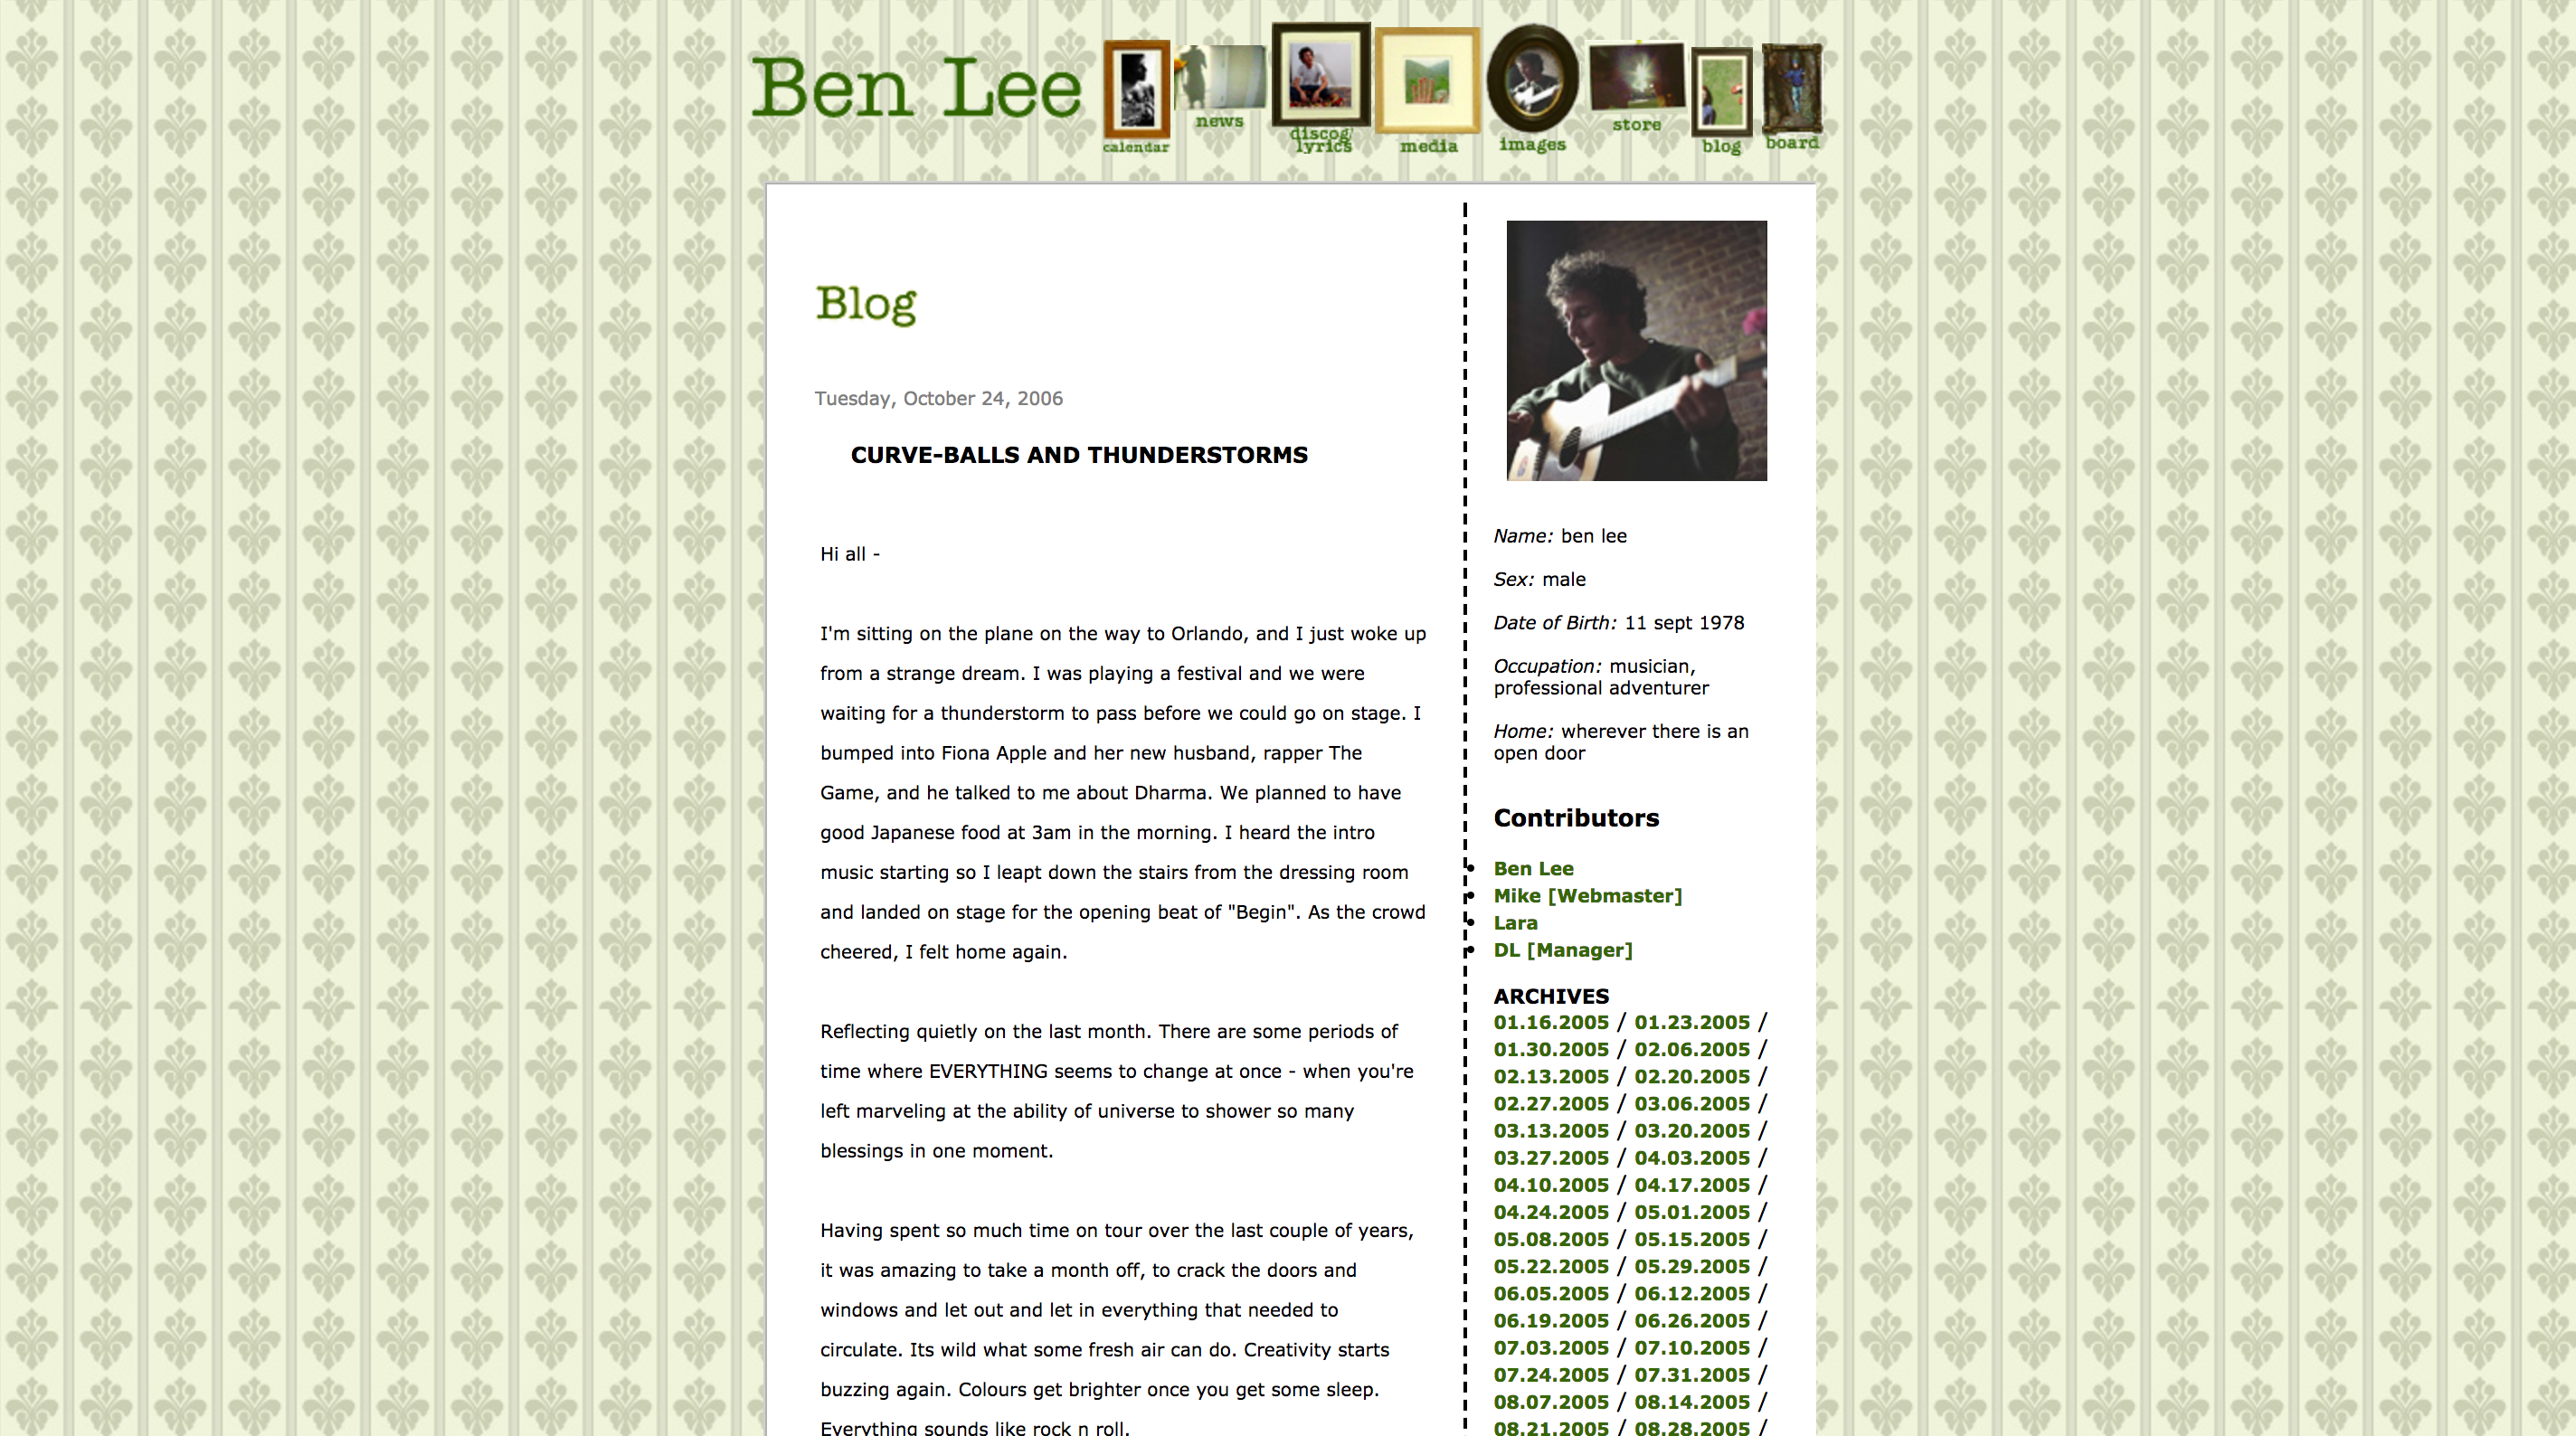 Ben Lee
calendar
news
discog/
lyrics
media
images
store
blog
board
Blog
Tuesday, October 24, 2006
CURVE-BALLS AND THUNDERSTORMS
Hi all -
I'm sitting on the plane on the way to Orlando, and I just woke up
from a strange dream. I was playing a festival and we were
waiting for a thunderstorm to pass before we could go on stage. I
bumped into Fiona Apple and her new husband, rapper The
Game, and he talked to me about Dharma. We planned to have
good Japanese food at 3am in the morning. I heard the intro
music starting so I leapt down the stairs from the dressing room
and landed on stage for the opening beat of "Begin". As the crowd
cheered, I felt home again.
Reflecting quietly on the last month. There are some periods of
time where EVERYTHING seems to change at once - when you're
left marveling at the ability of universe to shower so many
blessings in one moment.
Having spent so much time on tour over the last couple of years,
it was amazing to take a month off, to crack the doors and
windows and let out and let in everything that needed to
circulate. Its wild what some fresh air can do. Creativity starts
buzzing again. Colours get brighter once you get some sleep.
Everything sounds like rock n roll.
Name: ben lee
Sex: male
Date of Birth: 11 sept 1978
Occupation: musician,
professional adventurer
Home: wherever there is an
open door
Contributors
• Ben Lee
• Mike [Webmaster]
• Lara
• DL [Manager]
ARCHIVES
01.16.2005 / 01.23.2005 /
01.30.2005 / 02.06.2005 /
02.13.2005 / 02.20.2005 /
02.27.2005 / 03.06.2005 /
03.13.2005 / 03.20.2005 /
03.27.2005 / 04.03.2005 /
04.10.2005 / 04.17.2005 /
04.24.2005 / 05.01.2005 /
05.08.2005 / 05.15.2005 /
05.22.2005 / 05.29.2005 /
06.05.2005 / 06.12.2005 /
06.19.2005 / 06.26.2005 /
07.03.2005 / 07.10.2005 /
07.24.2005 / 07.31.2005 /
08.07.2005 / 08.14.2005 /
08.21.2005 / 08.28.2005 /